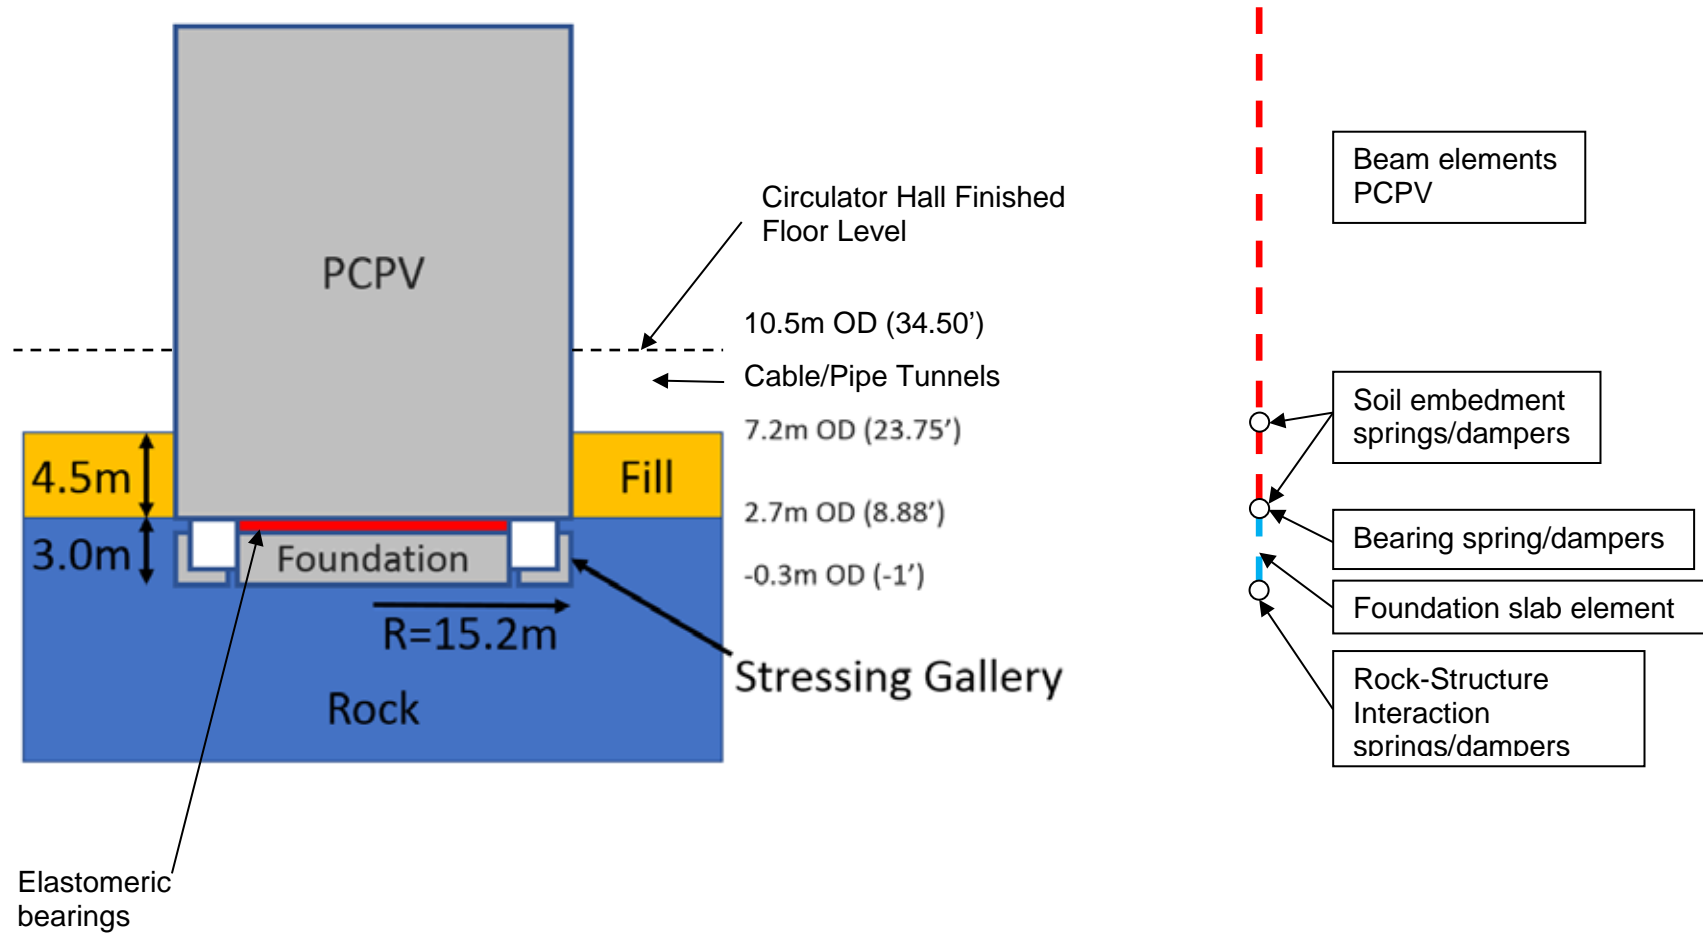 PCPV
Circulator Hall Finished
Floor Level
10.5m OD (34.50’)
Cable/Pipe Tunnels
7.2m OD (23.75’)
4.5m
Fill
2.7m OD (8.88’)
3.0m
Foundation
-0.3m OD (-1’)
R=15.2m
Stressing Gallery
Rock
Elastomeric
bearings
Beam elements
PCPV
Soil embedment
springs/dampers
Bearing spring/dampers
Foundation slab element
Rock-Structure
Interaction
springs/dampers